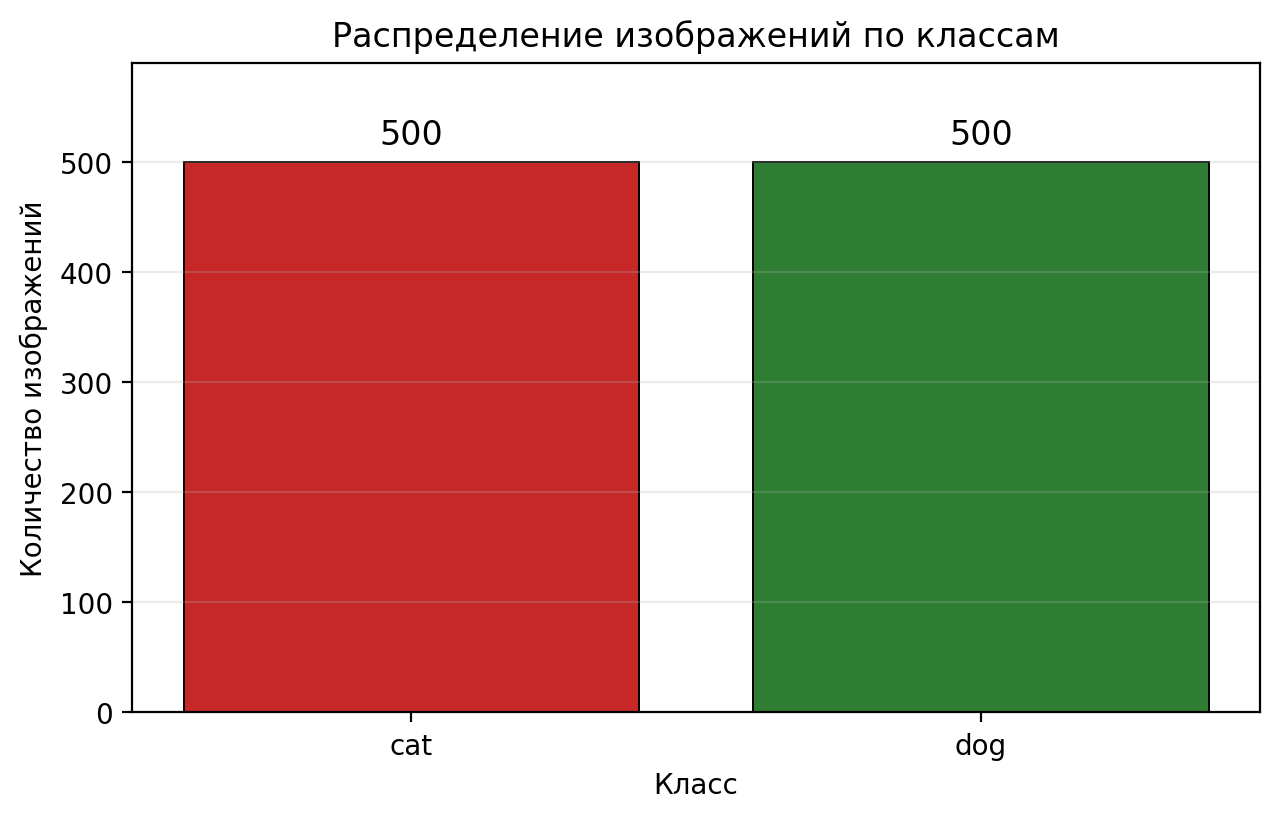 Распределение изображений по классам
500
500
Количество изображений
500
400
300
200
100
0
cat
dog
Класс